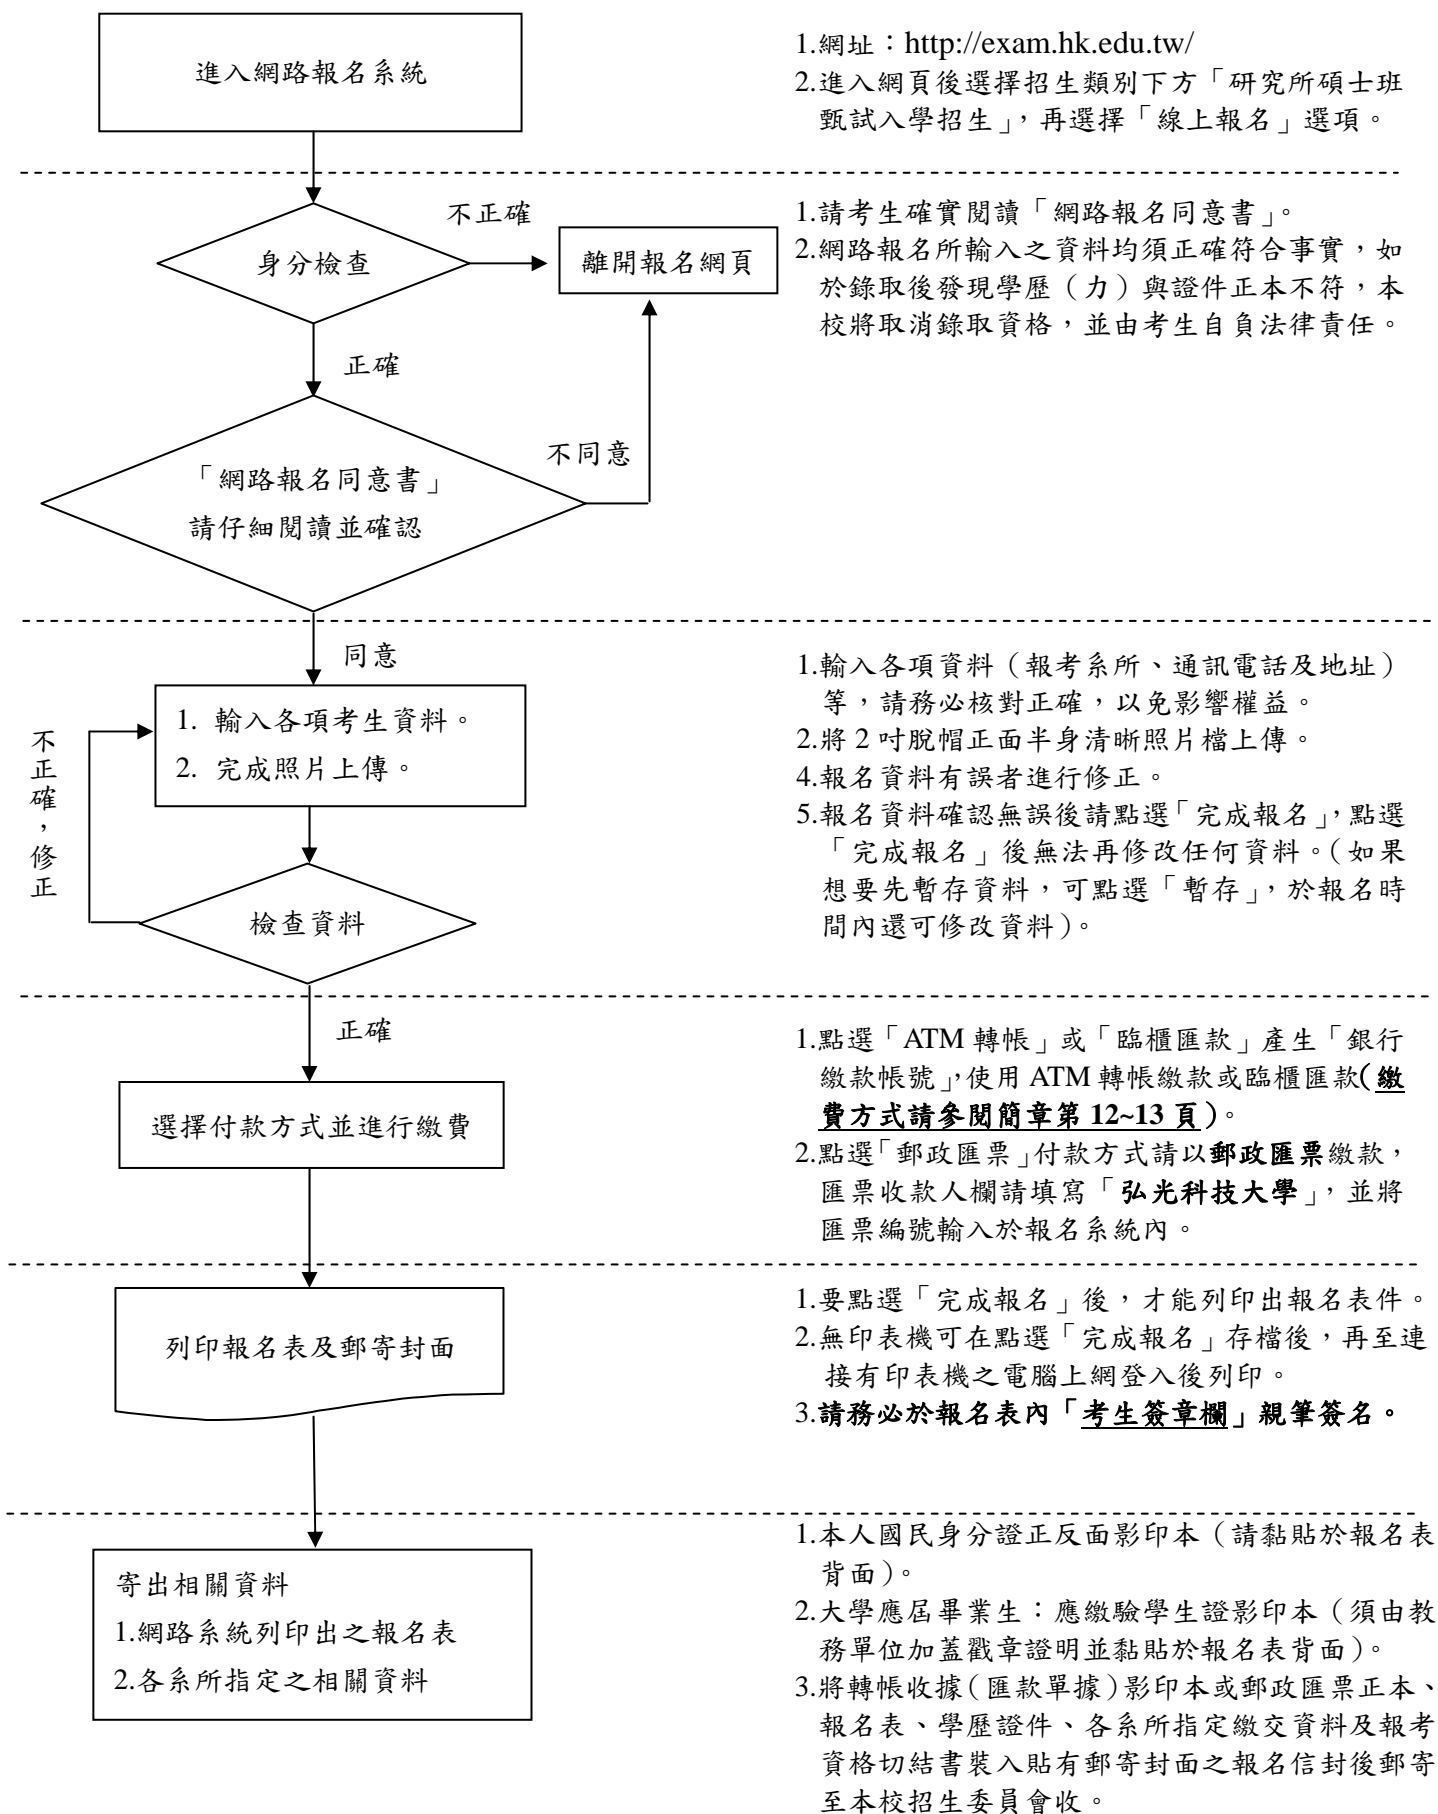 進入網路報名系統
1.網址：http://exam.hk.edu.tw/
2.進入網頁後選擇招生類別下方「研究所碩士班
甄試入學招生」，再選擇「線上報名」選項。
身分檢查
不正確
離開報名網頁
1.請考生確實閱讀「網路報名同意書」。
2.網路報名所輸入之資料均須正確符合事實，如
於錄取後發現學歷（力）與證件正本不符，本
校將取消錄取資格，並由考生自負法律責任。
正確
「網路報名同意書」
請仔細閱讀並確認
不同意
同意
1. 輸入各項考生資料。
2. 完成照片上傳。
不正確，修正
檢查資料
1.輸入各項資料（報考系所、通訊電話及地址）
等，請務必核對正確，以免影響權益。
2.將 2 吋脫帽正面半身清晰照片檔上傳。
4.報名資料有誤者進行修正。
5.報名資料確認無誤後請點選「完成報名」，點選
「完成報名」後無法再修改任何資料。（如果
想要先暫存資料，可點選「暫存」，於報名時
間內還可修改資料）。
正確
選擇付款方式並進行繳費
1.點選「ATM 轉帳」或「臨櫃匯款」產生「銀行
繳款帳號」，使用 ATM 轉帳繳款或臨櫃匯款(繳
費方式請參閱簡章第 12~13 頁)。
2.點選「郵政匯票」付款方式請以郵政匯票繳款，
匯票收款人欄請填寫「弘光科技大學」，並將
匯票編號輸入於報名系統內。
列印報名表及郵寄封面
1.要點選「完成報名」後，才能列印出報名表件。
2.無印表機可在點選「完成報名」存檔後，再至連
接有印表機之電腦上網登入後列印。
3.請務必於報名表內「考生簽章欄」親筆簽名。
寄出相關資料
1.網路系統列印出之報名表
2.各系所指定之相關資料
1.本人國民身分證正反面影印本（請黏貼於報名表
背面）。
2.大學應屆畢業生：應繳驗學生證影印本（須由教
務單位加蓋戳章證明並黏貼於報名表背面）。
3.將轉帳收據（匯款單據）影印本或郵政匯票正本、
報名表、學歷證件、各系所指定繳交資料及報考
資格切結書裝入貼有郵寄封面之報名信封後郵寄
至本校招生委員會收。